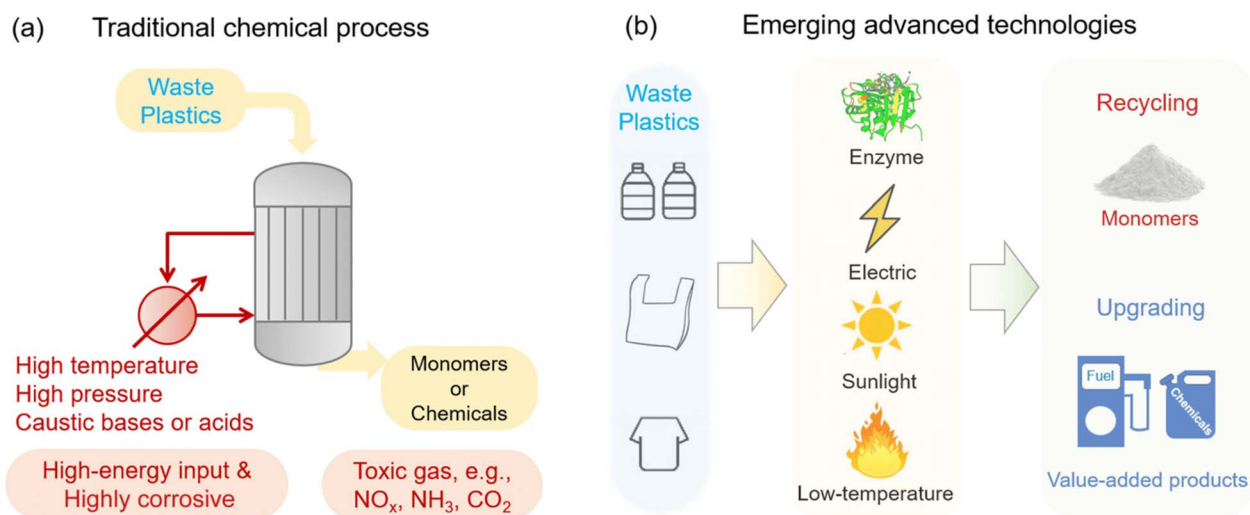 (a) Traditional chemical process
Waste
Plastics
High temperature
High pressure
Caustic bases or acids
Monomers
or
Chemicals
High-energy input &
Highly corrosive
Toxic gas, e.g.,
NOₓ, NH₃, CO₂
(b) Emerging advanced technologies
Waste
Plastics
Enzyme
Electric
Sunlight
Low-temperature
Recycling
Monomers
Upgrading
Fuel
Chemicals
Value-added products